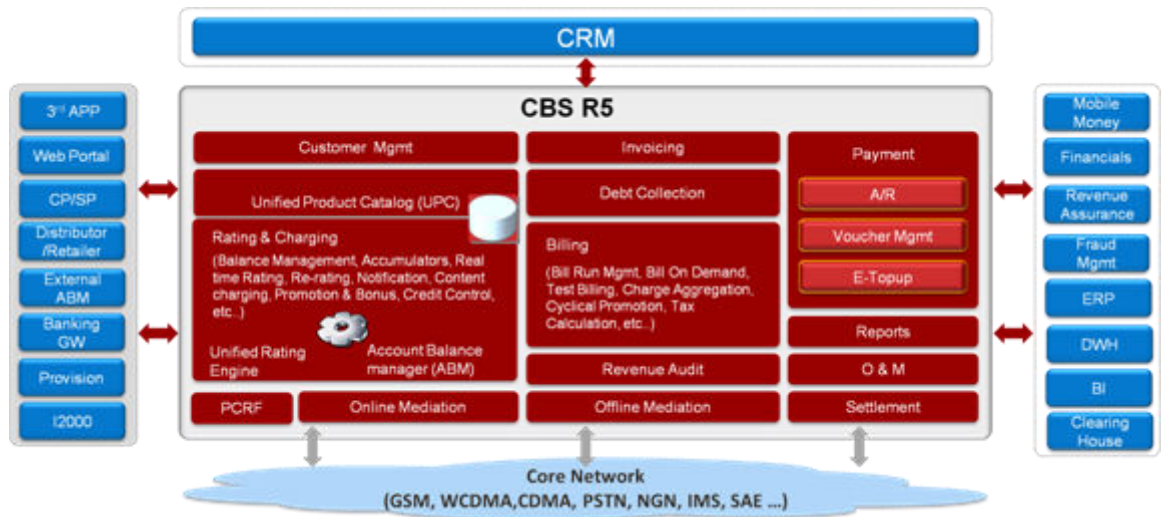 CRM
CBS R5
3rd APP
Web Portal
CP/SP
Distributor
/Retailer
External
ABM
Banking
GW
Provision
I2000
Customer Mgmt
Unified Product Catalog (UPC)
Rating & Charging
(Balance Management, Accumulators, Real
time Rating, Re-rating, Notification, Content
charging, Promotion & Bonus, Credit Control,
etc..)
Unified Rating
Engine
Account Balance
manager (ABM)
PCRF
Online Mediation
Invoicing
Debt Collection
Billing
(Bill Run Mgmt, Bill On Demand,
Test Billing, Charge Aggregation,
Cyclical Promotion, Tax
Calculation, etc..)
Revenue Audit
Offline Mediation
Payment
A/R
Voucher Mgmt
E-Topup
Reports
O & M
Settlement
Mobile
Money
Financials
Revenue
Assurance
Fraud
Mgmt
ERP
DWH
BI
Clearing
House
Core Network
(GSM, WCDMA,CDMA, PSTN, NGN, IMS, SAE ...)